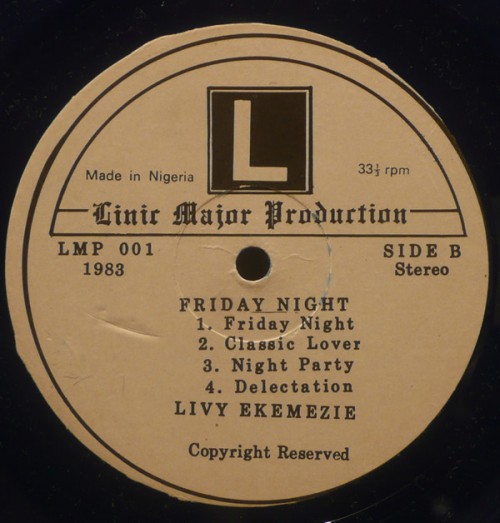 L
Made in Nigeria
33⅓ rpm
Linic Major Production
LMP 001
SIDE B
1983
Stereo
FRIDAY NIGHT
1. Friday Night
2. Classic Lover
3. Night Party
4. Delectation
LIVY EKEMEZIE
Copyright Reserved